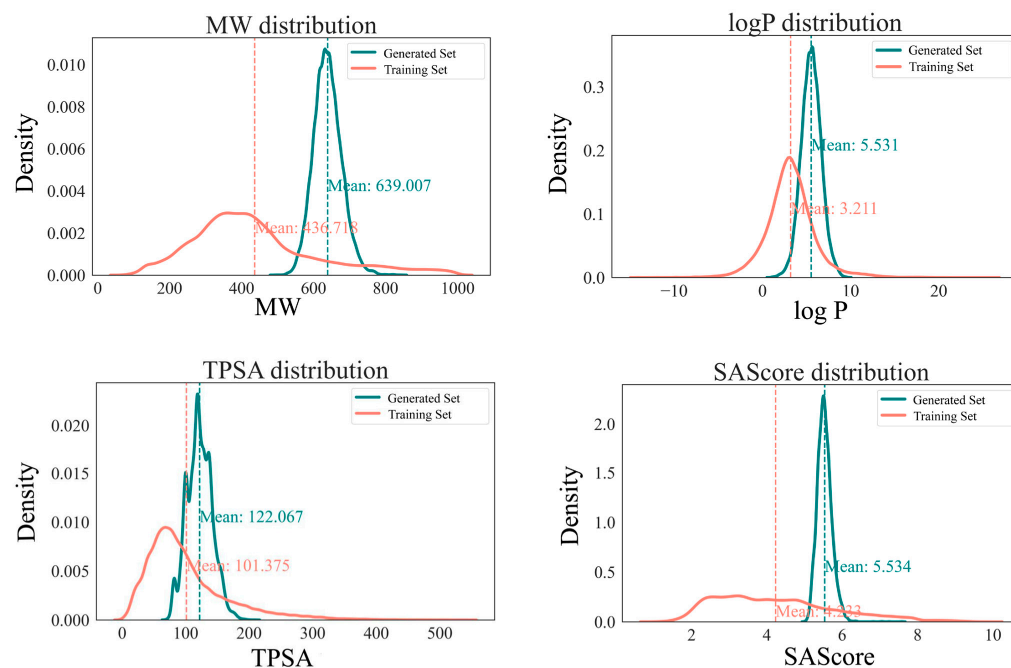 MW distribution
Generated Set
Training Set
0.010
0.008
0.006
0.004
0.002
0.000
Density
Mean: 639.007
Mean: 436.718
0
200
400
600
800
1000
MW
logP distribution
Generated Set
Training Set
0.3
0.2
0.1
0.0
Density
Mean: 5.531
Mean: 3.211
−10
0
10
20
log P
TPSA distribution
Generated Set
Training Set
0.020
0.015
0.010
0.005
0.000
Density
Mean: 122.067
Mean: 101.375
0
100
200
300
400
500
TPSA
SAScore distribution
Generated Set
Training Set
2.0
1.5
1.0
0.5
0.0
Density
Mean: 5.534
Mean: 4.233
2
4
6
8
10
SAScore